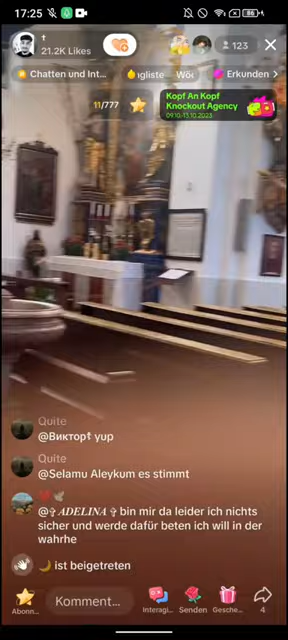 17:25
86
✝
21.2K Likes
123
Chatten und Int...
gliste
Wö
Erkunden
11/777
Kopf An Kopf
Knockout Agency
09.10-13.10.2023
Quite
@Виктор☦ yup
Quite
@Selamu Aleykum es stimmt
💔🕊️
@✞ 𝑨𝑫𝑬𝑳𝑰𝑵𝑨 ✞ bin mir da leider ich nichts
sicher und werde dafür beten ich will in der
wahrhe
🌙 ist beigetreten
Abonn...
Komment...
Interagi...
Senden
Gesche...
4